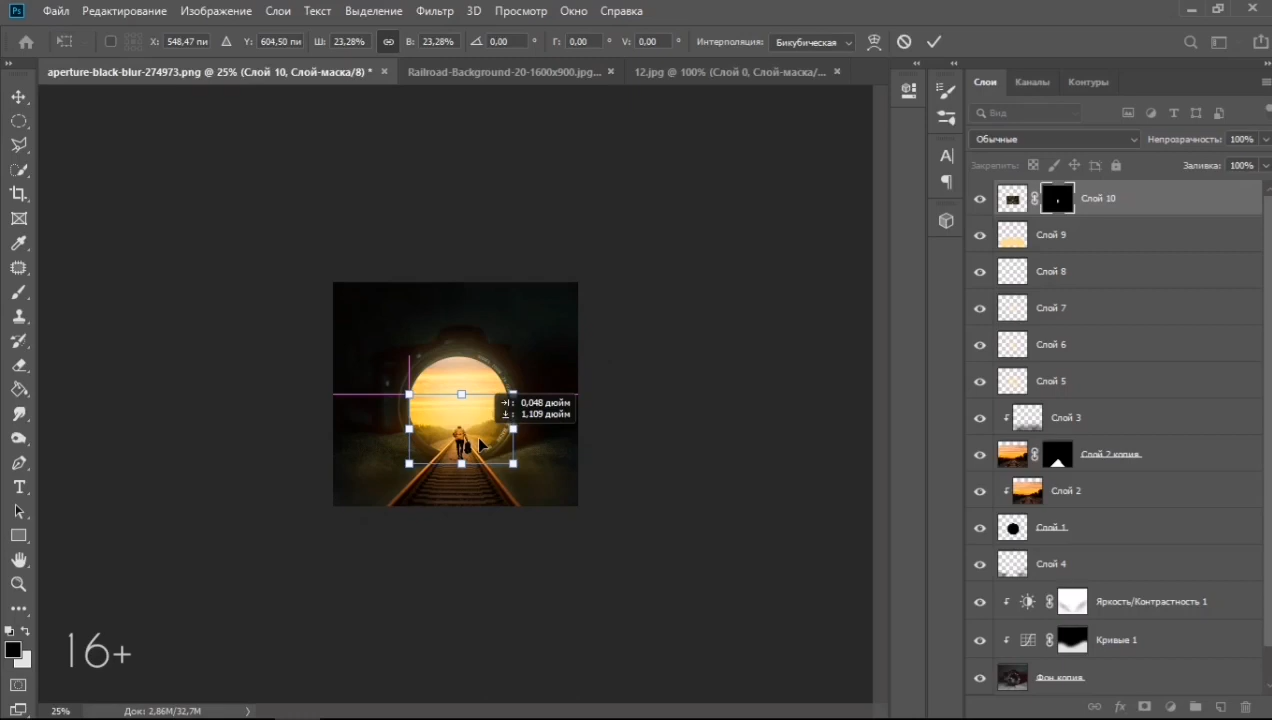 Ps Файл Редактирование Изображение Слои Текст Выделение Фильтр 3D Просмотр Окно Справка
X: 548,47 пи Y: 604,50 пи Ш: 23,28% В: 23,28% 0,00 ° Г: 0,00 ° V: 0,00 ° Интерполяция: Бикубическая
aperture-black-blur-274973.png @ 25% (Слой 10, Слой-маска/8) * Railroad-Background-20-1600x900.jpg... 12.jpg @ 100% (Слой 0, Слой-маска/...
Слои Каналы Контуры
Вид
Обычные Непрозрачность: 100%
Закрепить: Заливка: 100%
Слой 10
Слой 9
Слой 8
Слой 7
Слой 6
Слой 5
Слой 3
Слой 2 копия
Слой 2
Слой 1
Слой 4
Яркость/Контрастность 1
Кривые 1
Фон копия
0,048 дюйм
1,109 дюйм
16+
25% Док: 2,86M/32,7M